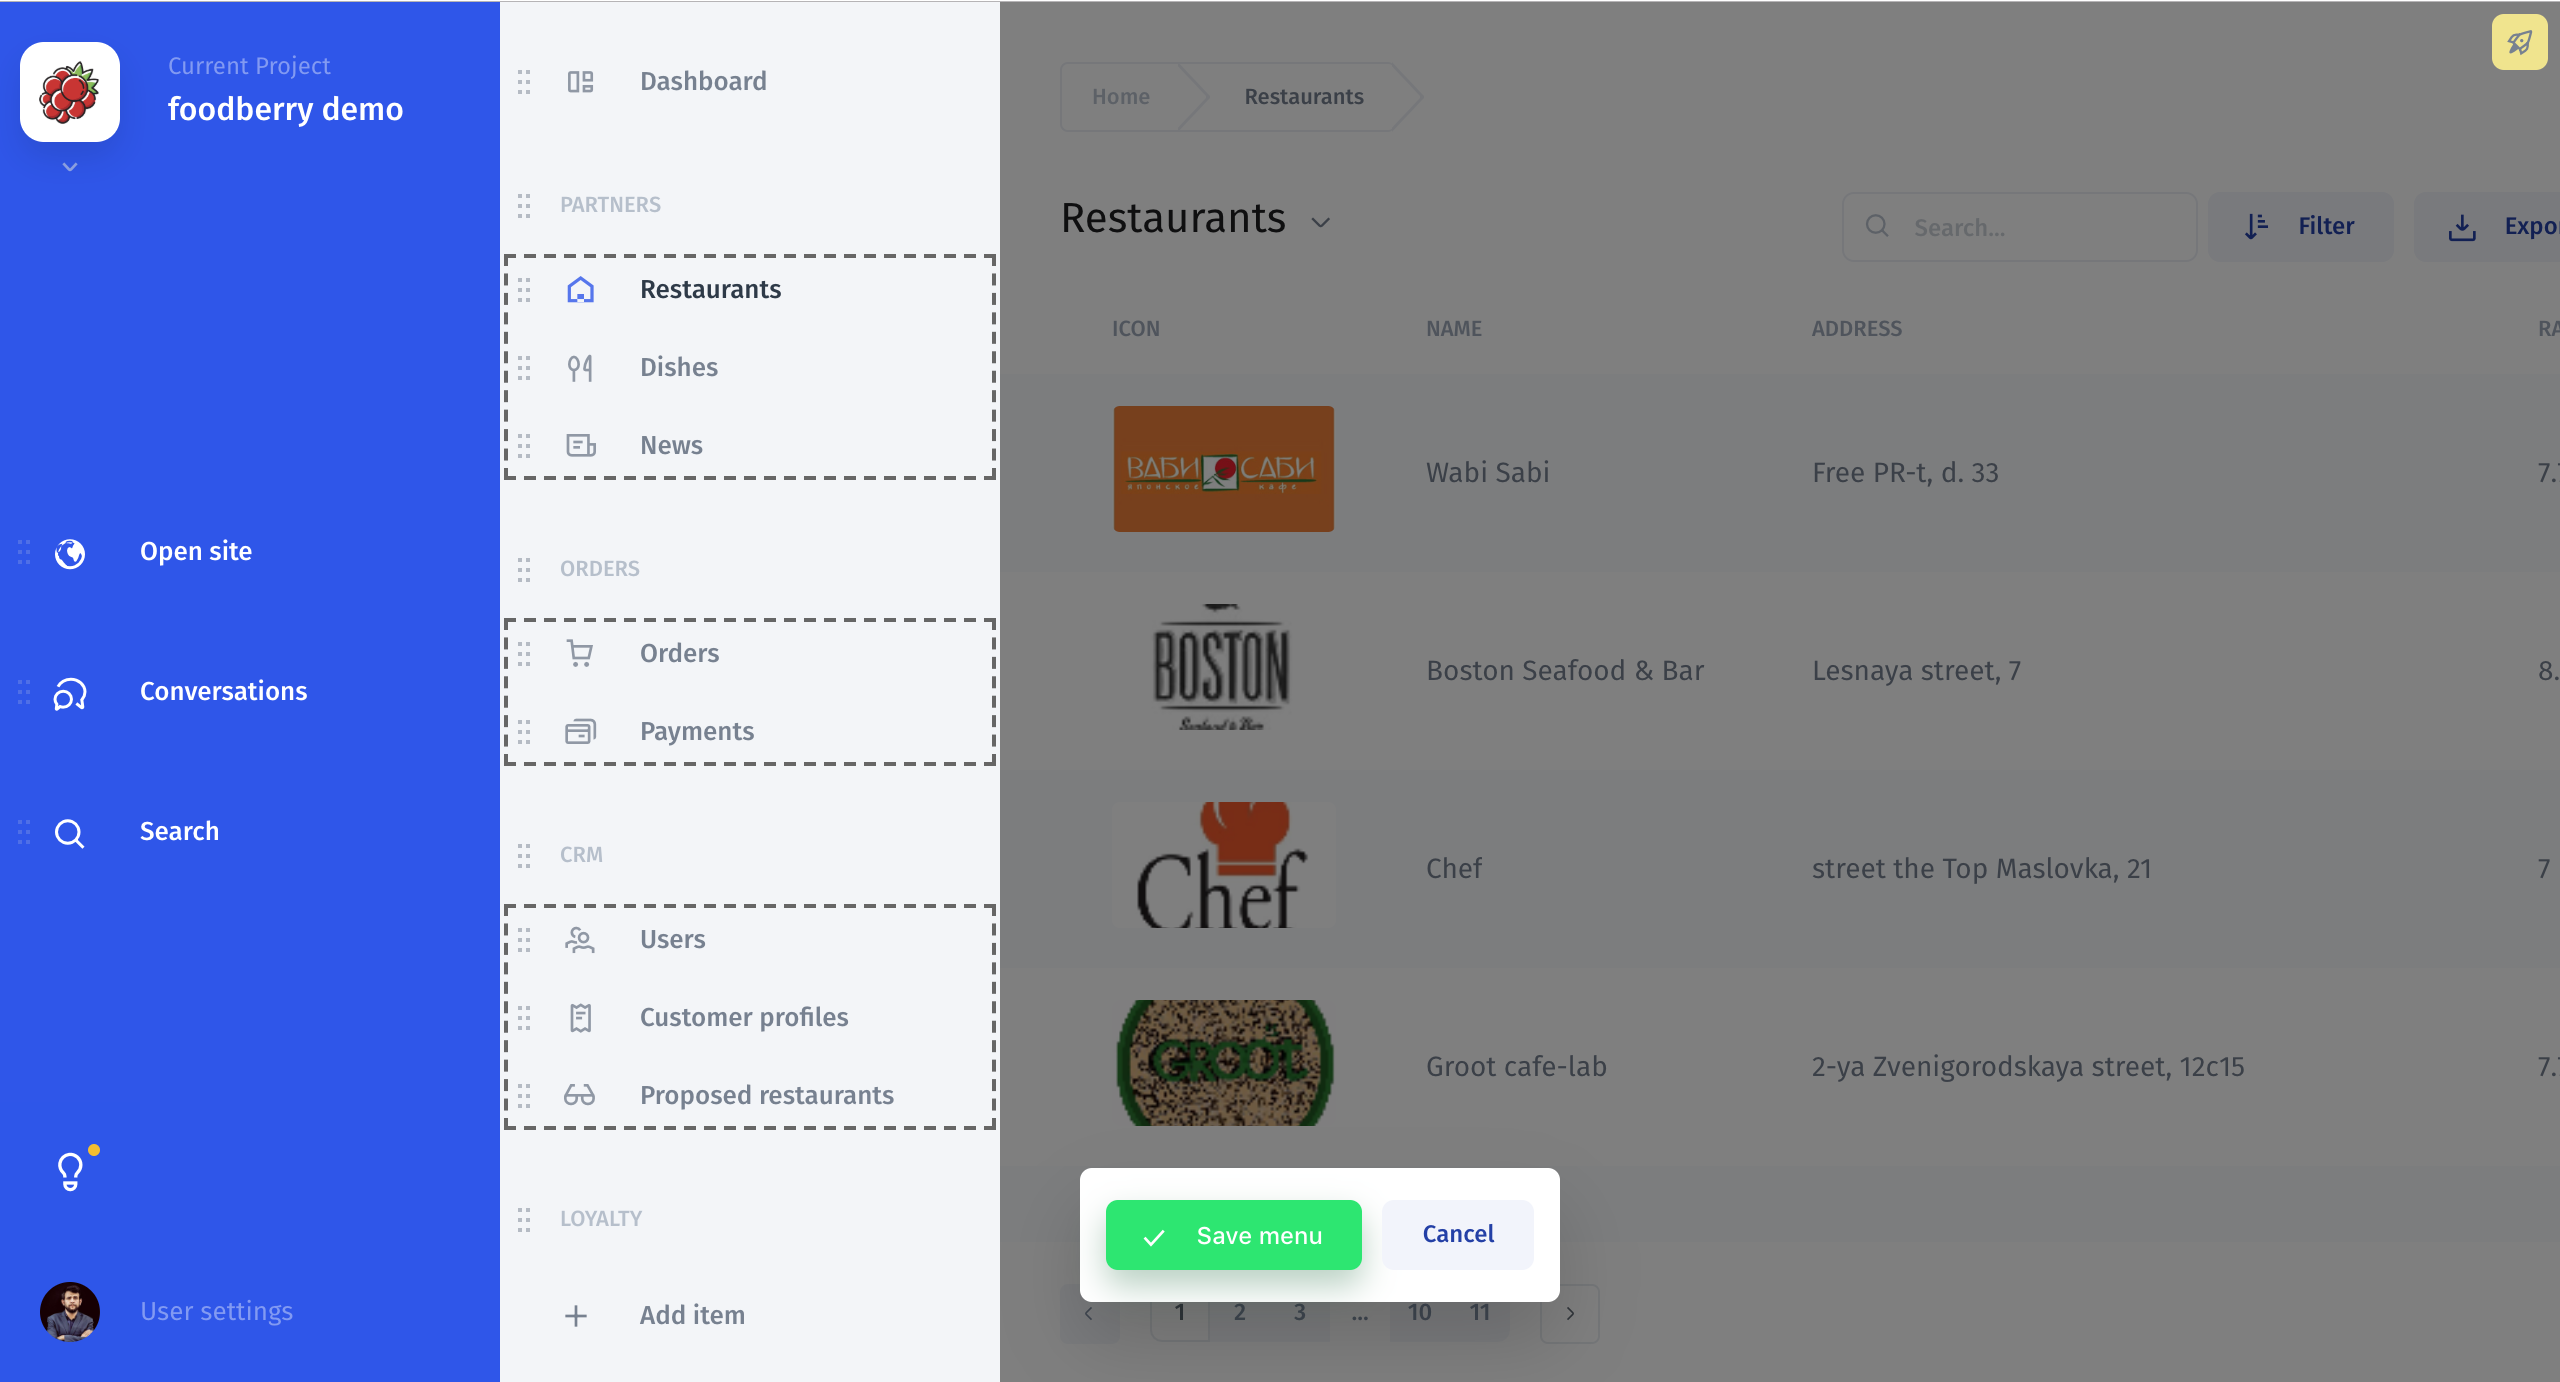 Current Project
foodberry demo
Open site
Conversations
Search
User settings
Dashboard
PARTNERS
Restaurants
Dishes
News
ORDERS
Orders
Payments
CRM
Users
Customer profiles
Proposed restaurants
LOYALTY
Add item
Home
Restaurants
Restaurants
Search...
Filter
Expo
ICON NAME ADDRESS RA
ВАБИ САБИ
японское кафе
Wabi Sabi Free PR-t, d. 33 7.
BOSTON
Seafood & Bar
Boston Seafood & Bar Lesnaya street, 7 8.
Chef
Chef street the Top Maslovka, 21 7
GROOT
Groot cafe-lab 2-ya Zvenigorodskaya street, 12c15 7.
Save menu
Cancel
1 2 3 ... 10 11